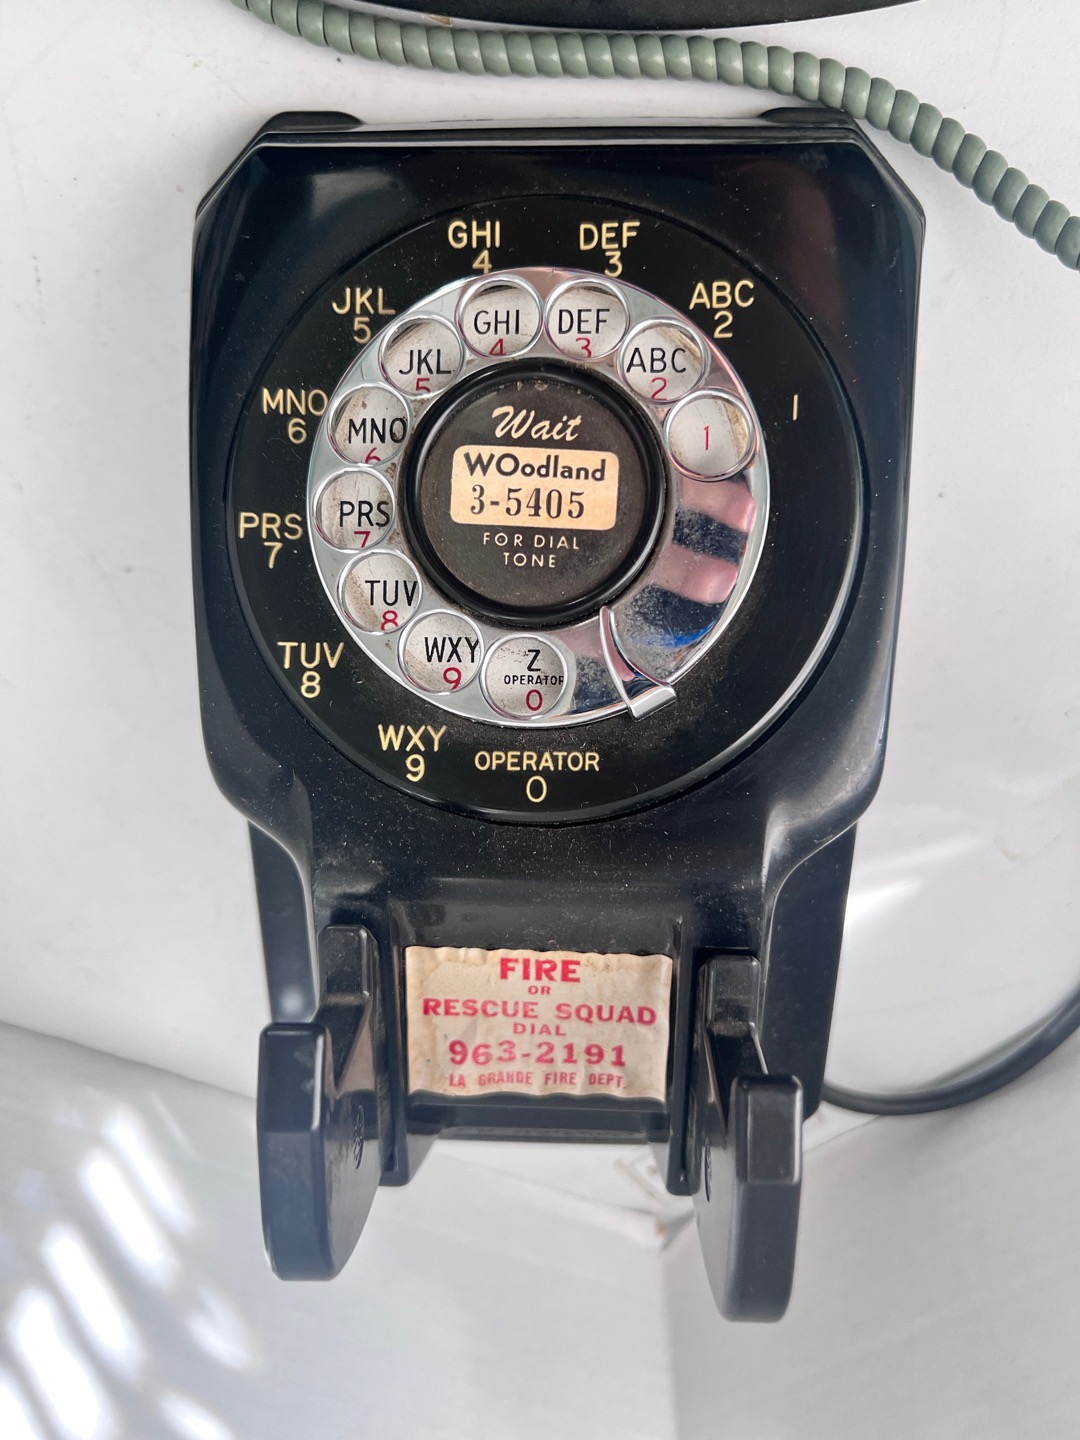 GHI
4
DEF
3
ABC
2
JKL
5
1
MNO
6
PRS
7
TUV
8
WXY
9
OPERATOR
0
GHI
4
DEF
3
ABC
2
JKL
5
1
MNO
6
PRS
7
TUV
8
WXY
9
Z
OPERATOR
0
Wait
WOodland
3-5405
FOR DIAL
TONE
FIRE
OR
RESCUE SQUAD
DIAL
963-2191
LA GRANDE FIRE DEPT.